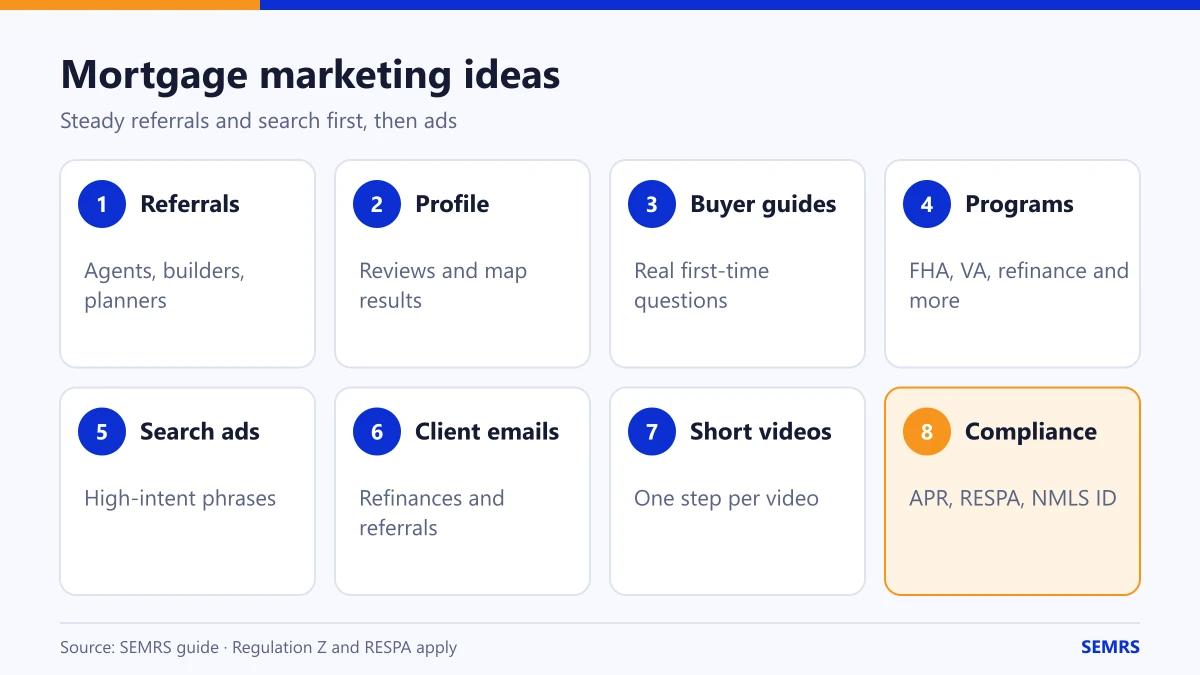 Mortgage marketing ideas
Steady referrals and search first, then ads
1 Referrals
Agents, builders,
planners
2 Profile
Reviews and map
results
3 Buyer guides
Real first-time
questions
4 Programs
FHA, VA, refinance and
more
5 Search ads
High-intent phrases
6 Client emails
Refinances and
referrals
7 Short videos
One step per video
8 Compliance
APR, RESPA, NMLS ID
Source: SEMRS guide · Regulation Z and RESPA apply
SEMRS